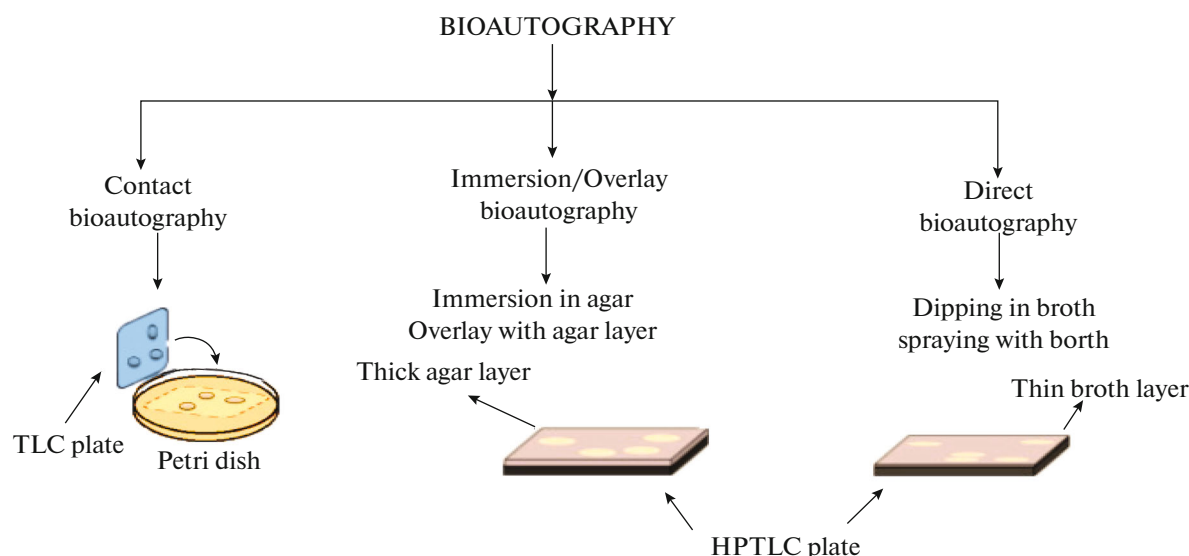 BIOAUTOGRAPHY
Contact
bioautography
Immersion/Overlay
bioautography
Direct
bioautography
Immersion in agar
Overlay with agar layer
Dipping in broth
spraying with borth
Thick agar layer
Thin broth layer
TLC plate
Petri dish
HPTLC plate